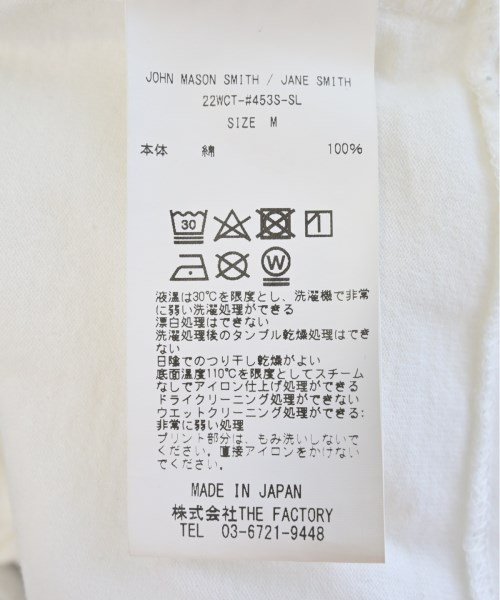 JOHN MASON SMITH / JANE SMITH
22WCT-#453S-SL
SIZE M
本体 綿 100%
30
W
液温は30℃を限度とし、洗濯機で非常
に弱い洗濯処理ができる
漂白処理はできない
洗濯処理後のタンブル乾燥処理はでき
ない
日陰でのつり干し乾燥がよい
底面温度110℃を限度としてスチーム
なしでアイロン仕上げ処理ができる
ドライクリーニング処理ができない
ウエットクリーニング処理ができる:
非常に弱い処理
プリント部分は、もみ洗いしないで
ください。直接アイロンをかけない
でください。
MADE IN JAPAN
株式会社THE FACTORY
TEL 03-6721-9448